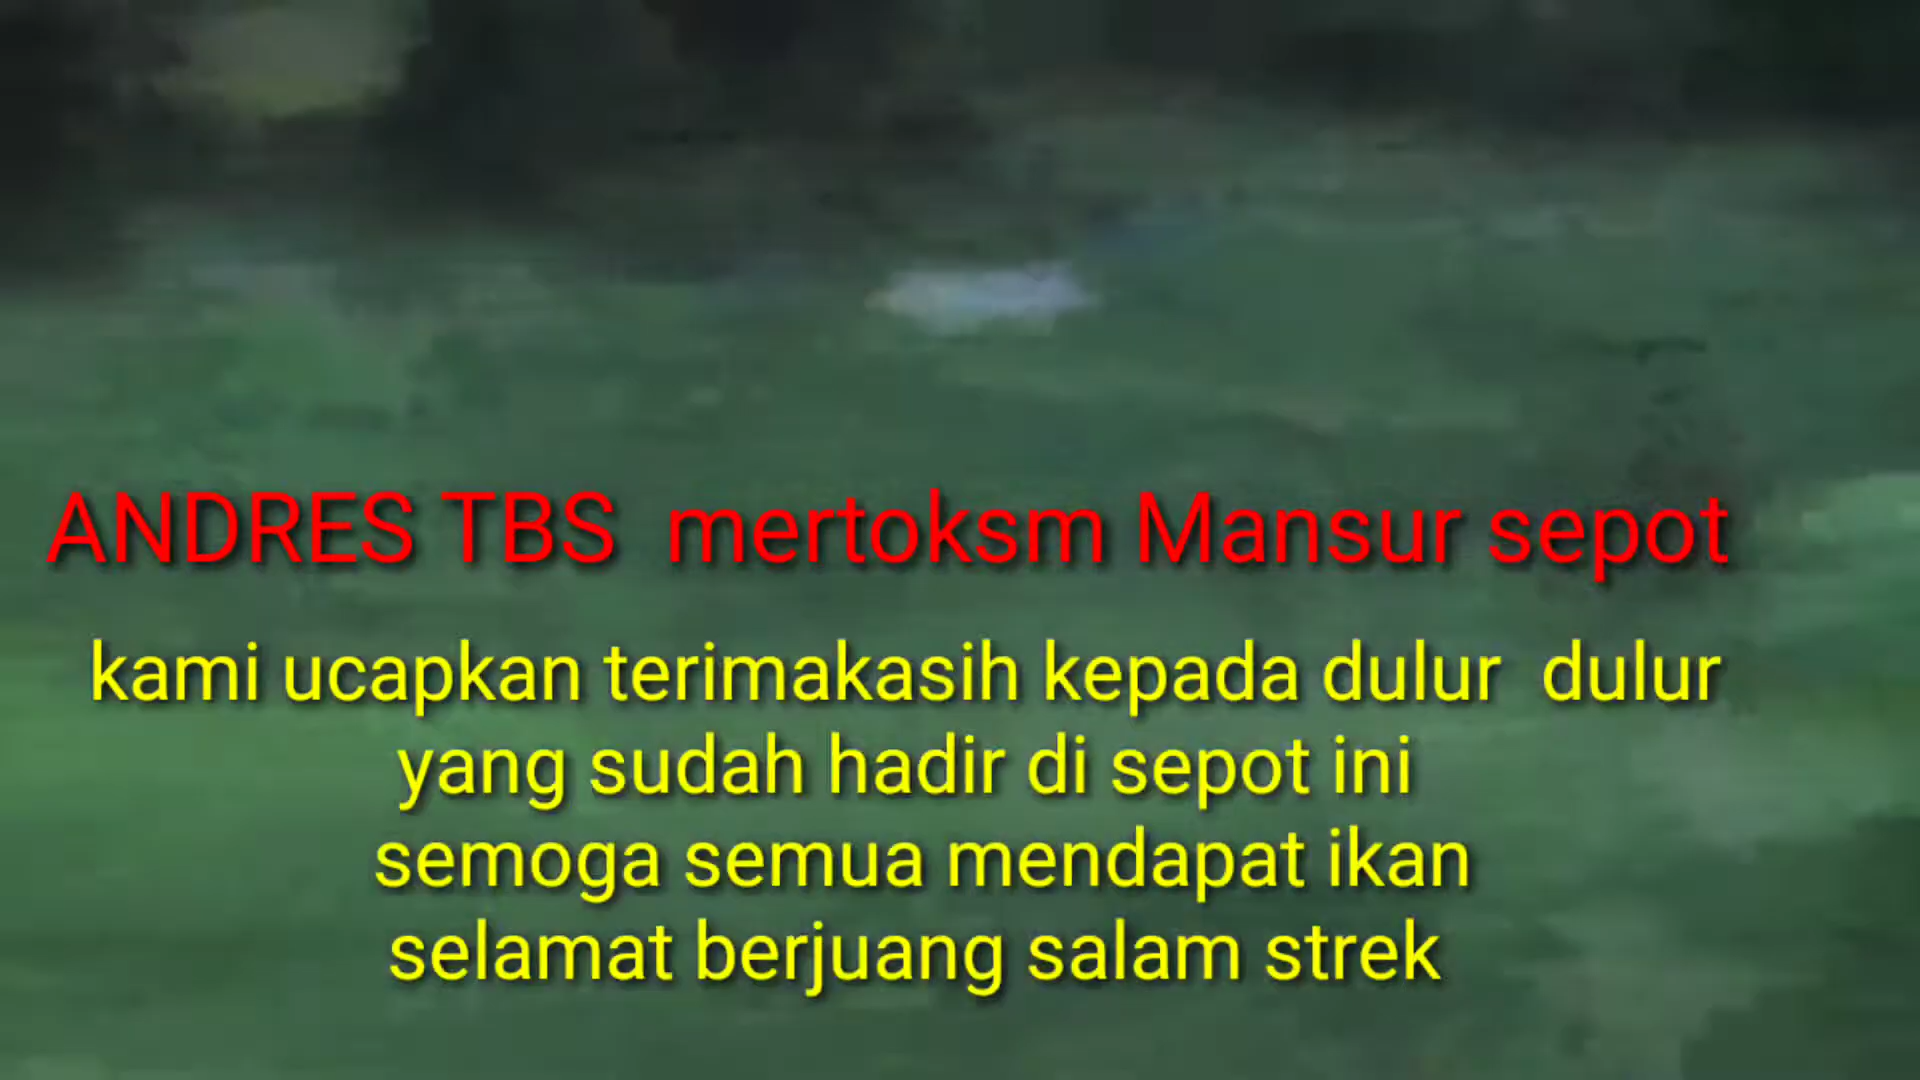 ANDRES TBS  mertoksm Mansur sepot
kami ucapkan terimakasih kepada dulur  dulur
yang sudah hadir di sepot ini
semoga semua mendapat ikan
selamat berjuang salam strek